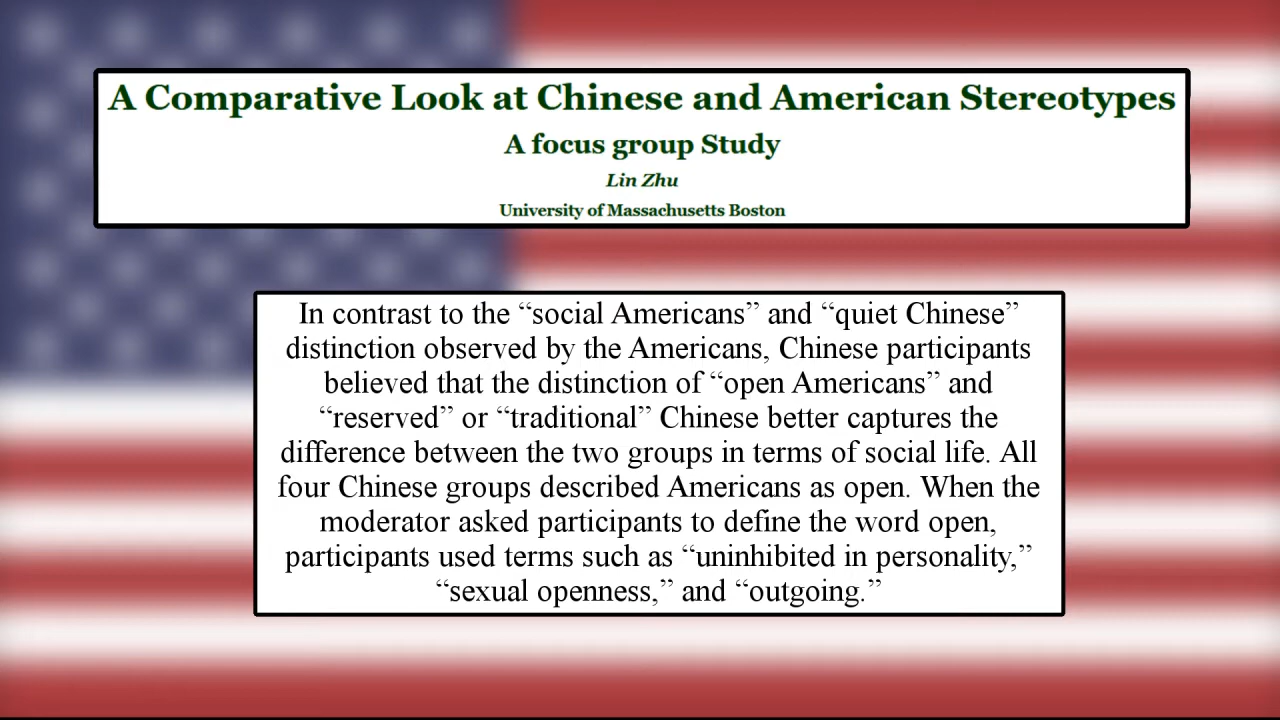 A Comparative Look at Chinese and American Stereotypes
A focus group Study
Lin Zhu
University of Massachusetts Boston
In contrast to the “social Americans” and “quiet Chinese”
distinction observed by the Americans, Chinese participants
believed that the distinction of “open Americans” and
“reserved” or “traditional” Chinese better captures the
difference between the two groups in terms of social life. All
four Chinese groups described Americans as open. When the
moderator asked participants to define the word open,
participants used terms such as “uninhibited in personality,”
“sexual openness,” and “outgoing.”